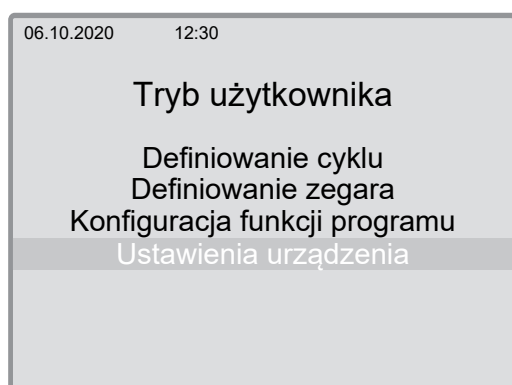 06.10.2020 12:30
Tryb użytkownika
Definiowanie cyklu
Definiowanie zegara
Konfiguracja funkcji programu
Ustawienia urządzenia